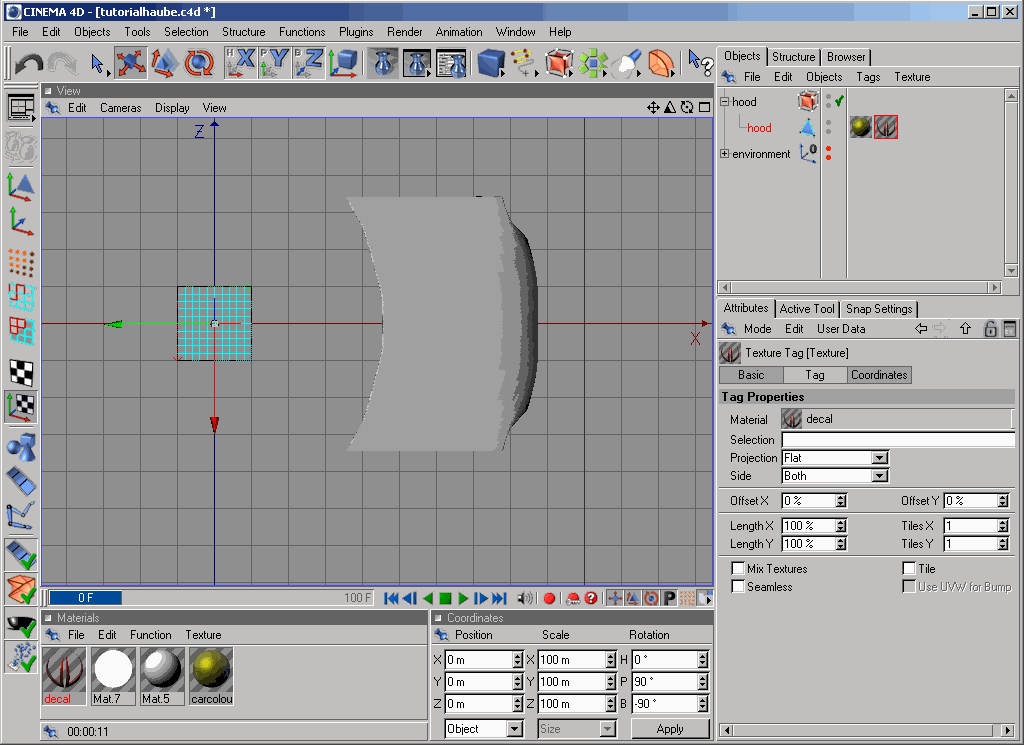 CINEMA 4D - [tutorialhaube.c4d *]
File Edit Objects Tools Selection Structure Functions Plugins Render Animation Window Help
X Y Z
View
Edit Cameras Display View
Z
X
0 F 100 F
P
Materials
File Edit Function Texture
decal Mat.7 Mat.5 carcolou
00:00:11
Coordinates
Position Scale Rotation
X 0 m X 100 m H 0 °
Y 0 m Y 100 m P 90 °
Z 0 m Z 100 m B -90 °
Object Size Apply
Objects Structure Browser
File Edit Objects Tags Texture
hood
hood
environment
Attributes Active Tool Snap Settings
Mode Edit User Data
Texture Tag [Texture]
Basic Tag Coordinates
Tag Properties
Material decal
Selection
Projection Flat
Side Both
Offset X 0 % Offset Y 0 %
Length X 100 % Tiles X 1
Length Y 100 % Tiles Y 1
Mix Textures Tile
Seamless Use UVW for Bump